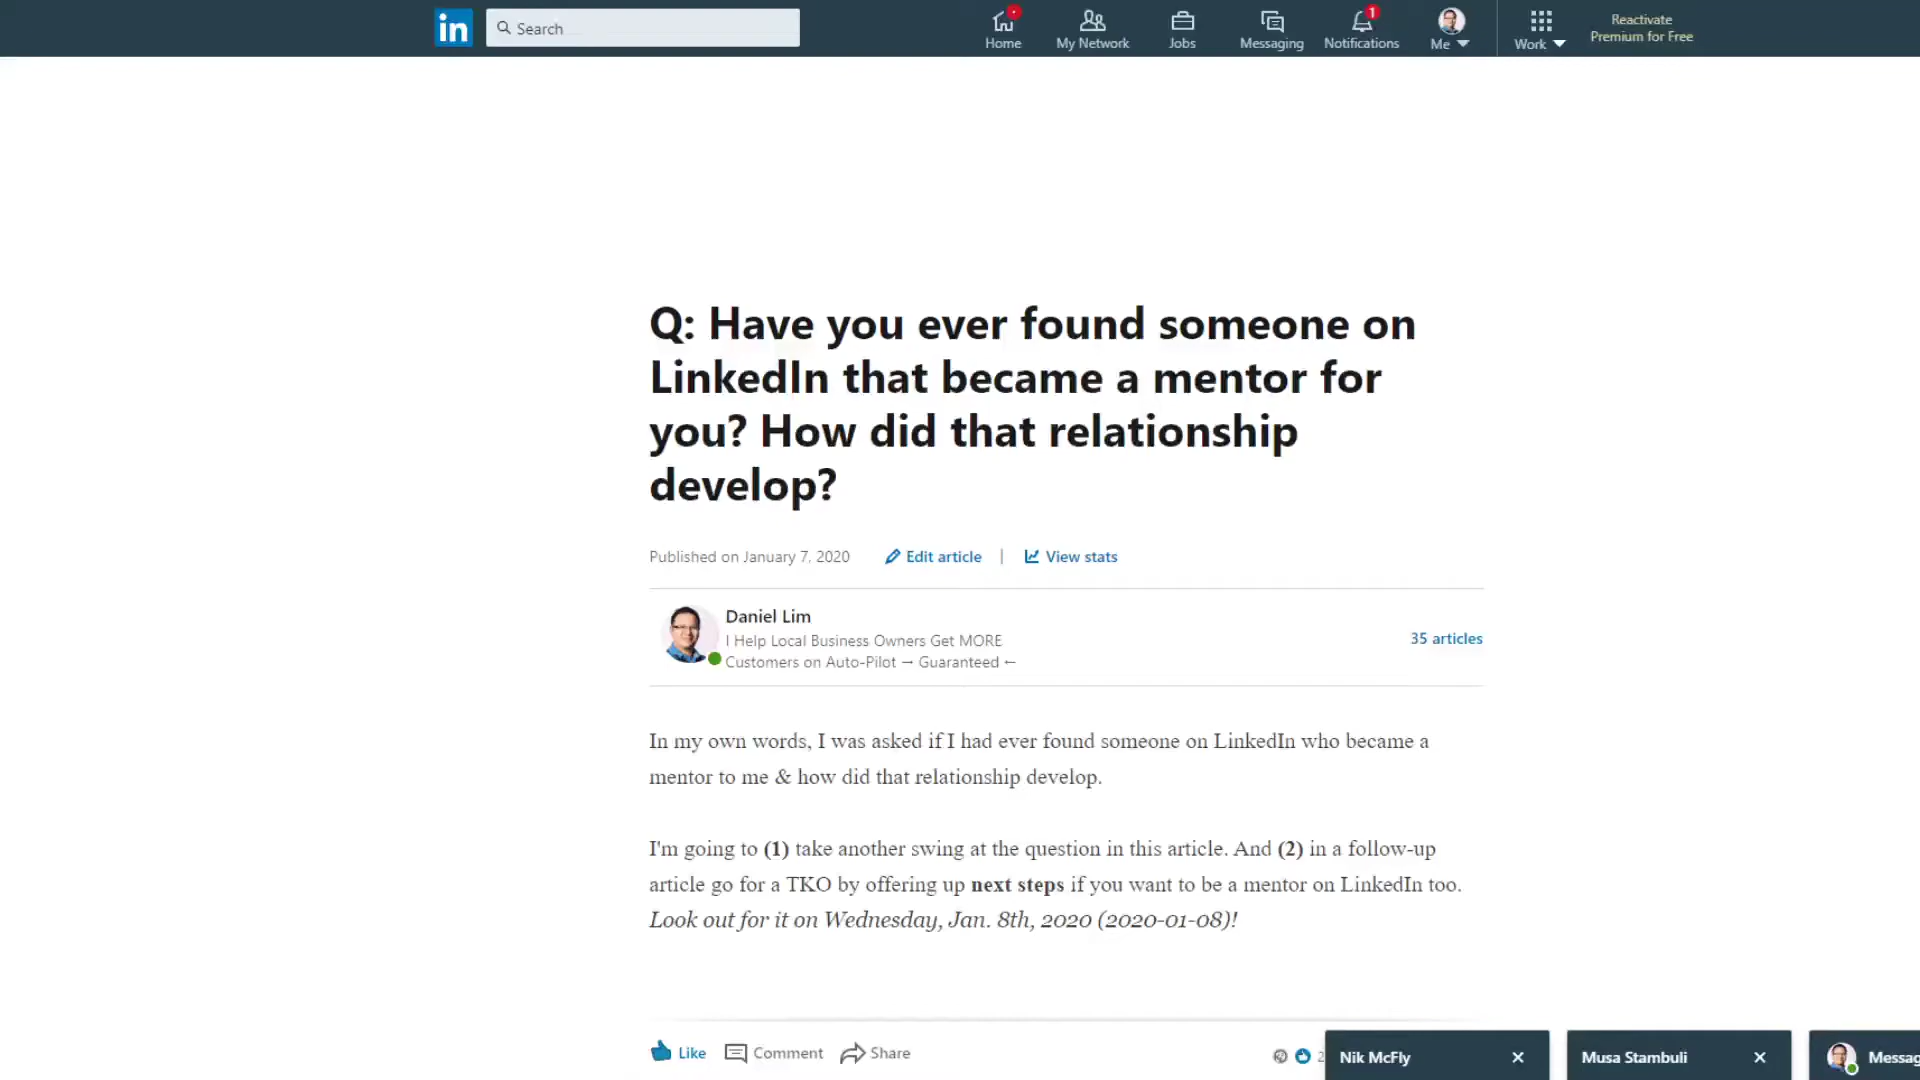 in
Search
Home
My Network
Jobs
Messaging
1
Notifications
Me
Work
Reactivate
Premium for Free
Q: Have you ever found someone on
LinkedIn that became a mentor for
you? How did that relationship
develop?
Published on January 7, 2020
Edit article
|
View stats
Daniel Lim
I Help Local Business Owners Get MORE
Customers on Auto-Pilot → Guaranteed ←
35 articles
In my own words, I was asked if I had ever found someone on LinkedIn who became a
mentor to me & how did that relationship develop.
I'm going to (1) take another swing at the question in this article. And (2) in a follow-up
article go for a TKO by offering up next steps if you want to be a mentor on LinkedIn too.
Look out for it on Wednesday, Jan. 8th, 2020 (2020-01-08)!
Like
Comment
Share
2
Nik McFly
Musa Stambuli
Messag